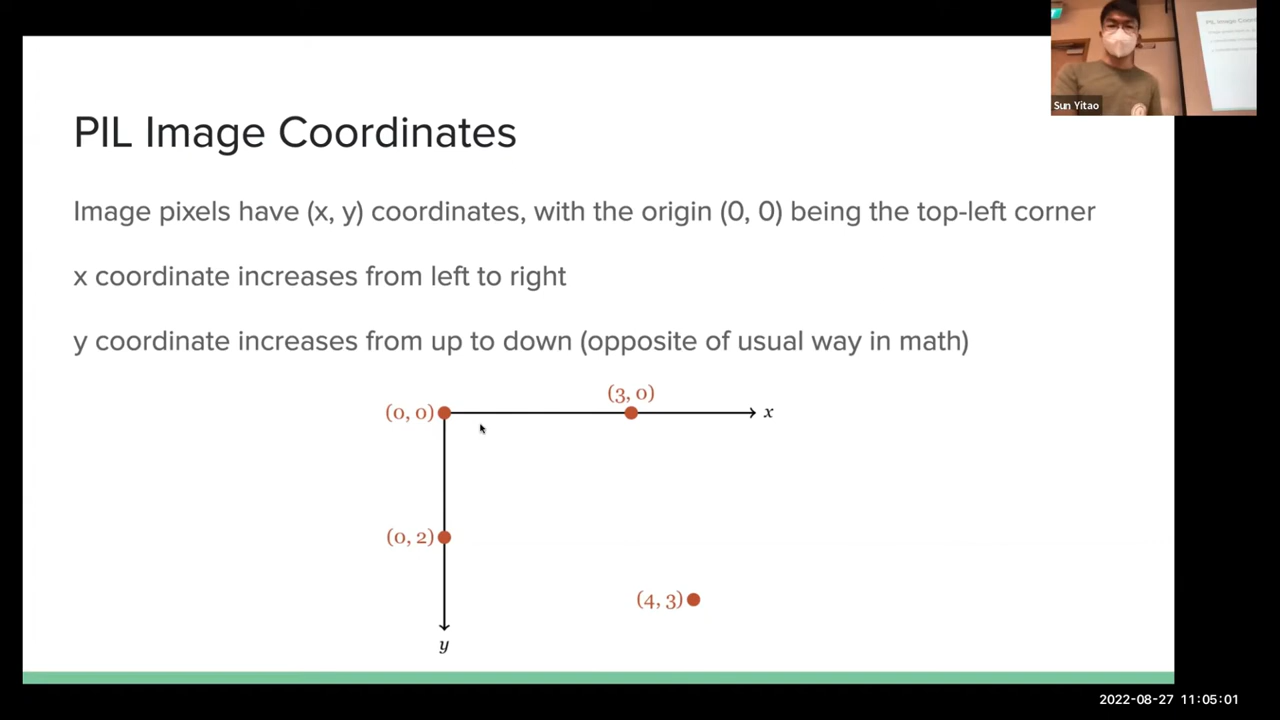 PIL Image Coordinates
Sun Yitao
Image pixels have (x, y) coordinates, with the origin (0, 0) being the top-left corner
x coordinate increases from left to right
y coordinate increases from up to down (opposite of usual way in math)
(3, 0)
(0, 0)
x
(0, 2)
(4, 3)
y
2022-08-27 11:05:01